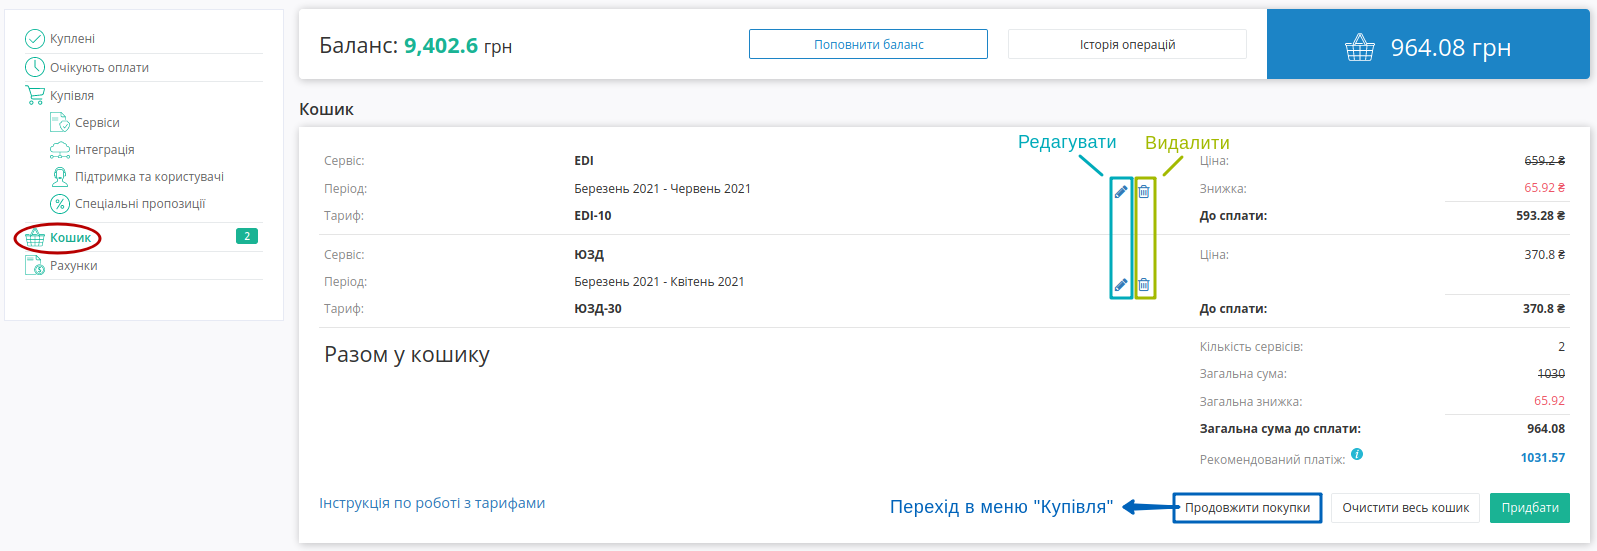 Куплені
Очікують оплати
Купівля
Сервіси
Інтеграція
Підтримка та користувачі
Спеціальні пропозиції
Кошик 2
Рахунки
Баланс: 9,402.6 грн
Поповнити баланс
Історія операцій
964.08 грн
Кошик
Редагувати
Видалити
Сервіс: EDI Ціна: 659.2 ₴
Період: Березень 2021 - Червень 2021 Знижка: 65.92 ₴
Тариф: EDI-10 До сплати: 593.28 ₴
Сервіс: ЮЗД Ціна: 370.8 ₴
Період: Березень 2021 - Квітень 2021
Тариф: ЮЗД-30 До сплати: 370.8 ₴
Разом у кошику
Кількість сервісів: 2
Загальна сума: 1030
Загальна знижка: 65.92
Загальна сума до сплати: 964.08
Рекомендований платіж: i 1031.57
Інструкція по роботі з тарифами
Перехід в меню "Купівля"
Продовжити покупки
Очистити весь кошик
Придбати